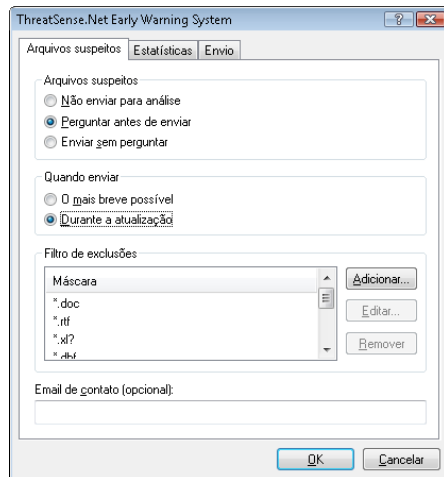 ThreatSense.Net Early Warning System
Arquivos suspeitos Estatísticas Envio
Arquivos suspeitos
Não enviar para análise
Perguntar antes de enviar
Enviar sem perguntar
Quando enviar
O mais breve possível
Durante a atualização
Filtro de exclusões
Máscara
Adicionar...
*.doc
Editar...
*.rtf
*.xl?
Remover
*.dbf
Email de contato (opcional):
OK Cancelar